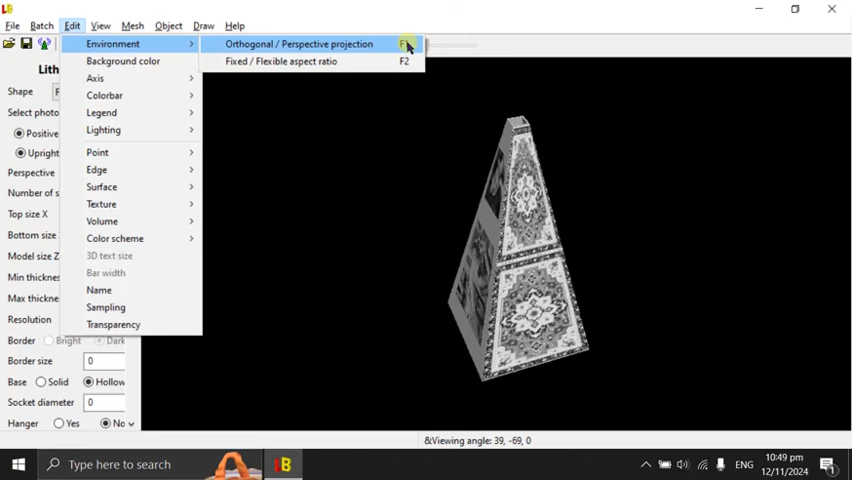 File Batch Edit View Mesh Object Draw Help
Environment
Orthogonal / Perspective projection
Background color
Fixed / Flexible aspect ratio F2
Axis
Colorbar
Legend
Lighting
Point
Edge
Surface
Texture
Volume
Color scheme
3D text size
Bar width
Name
Sampling
Transparency
Lith
Shape
Select photo
Positive
Upright
Perspective
Number of s
Top size X
Bottom size
Model size Z
Min thickne
Max thickne
Resolution
Border Bright Dark
Border size 0
Base Solid Hollow
Socket diameter 0
Hanger Yes No
&Viewing angle: 39, -69, 0
Type here to search
LB
ENG
10:49 pm
12/11/2024